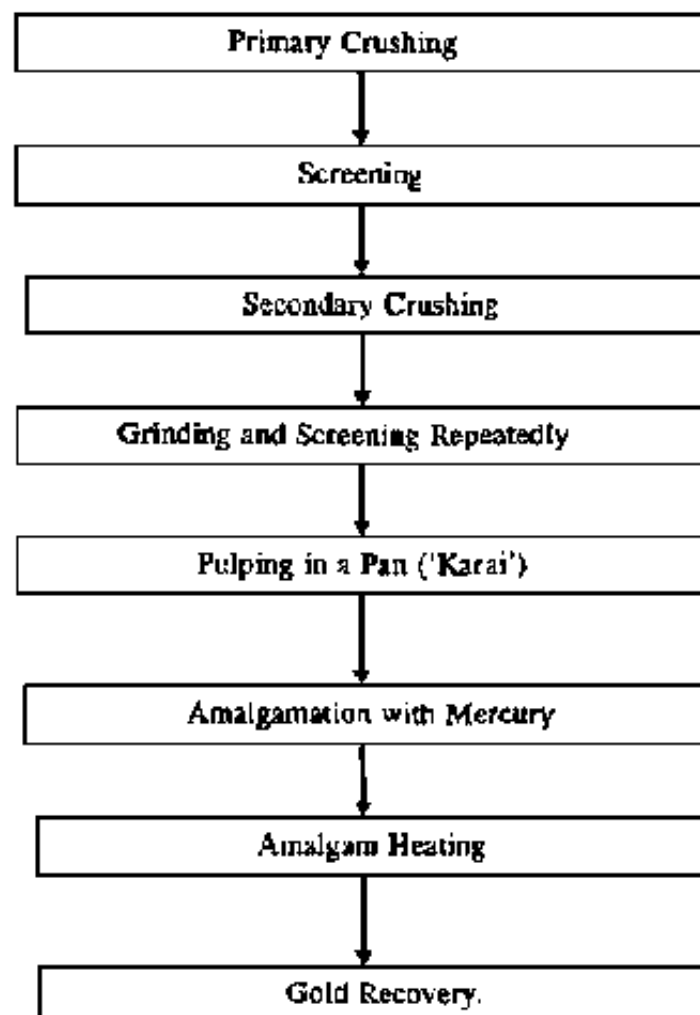 Primary Crushing
Screening
Secondary Crushing
Grinding and Screening Repeatedly
Pulping in a Pan ('Karai')
Amalgamation with Mercury
Amalgam Heating
Gold Recovery.